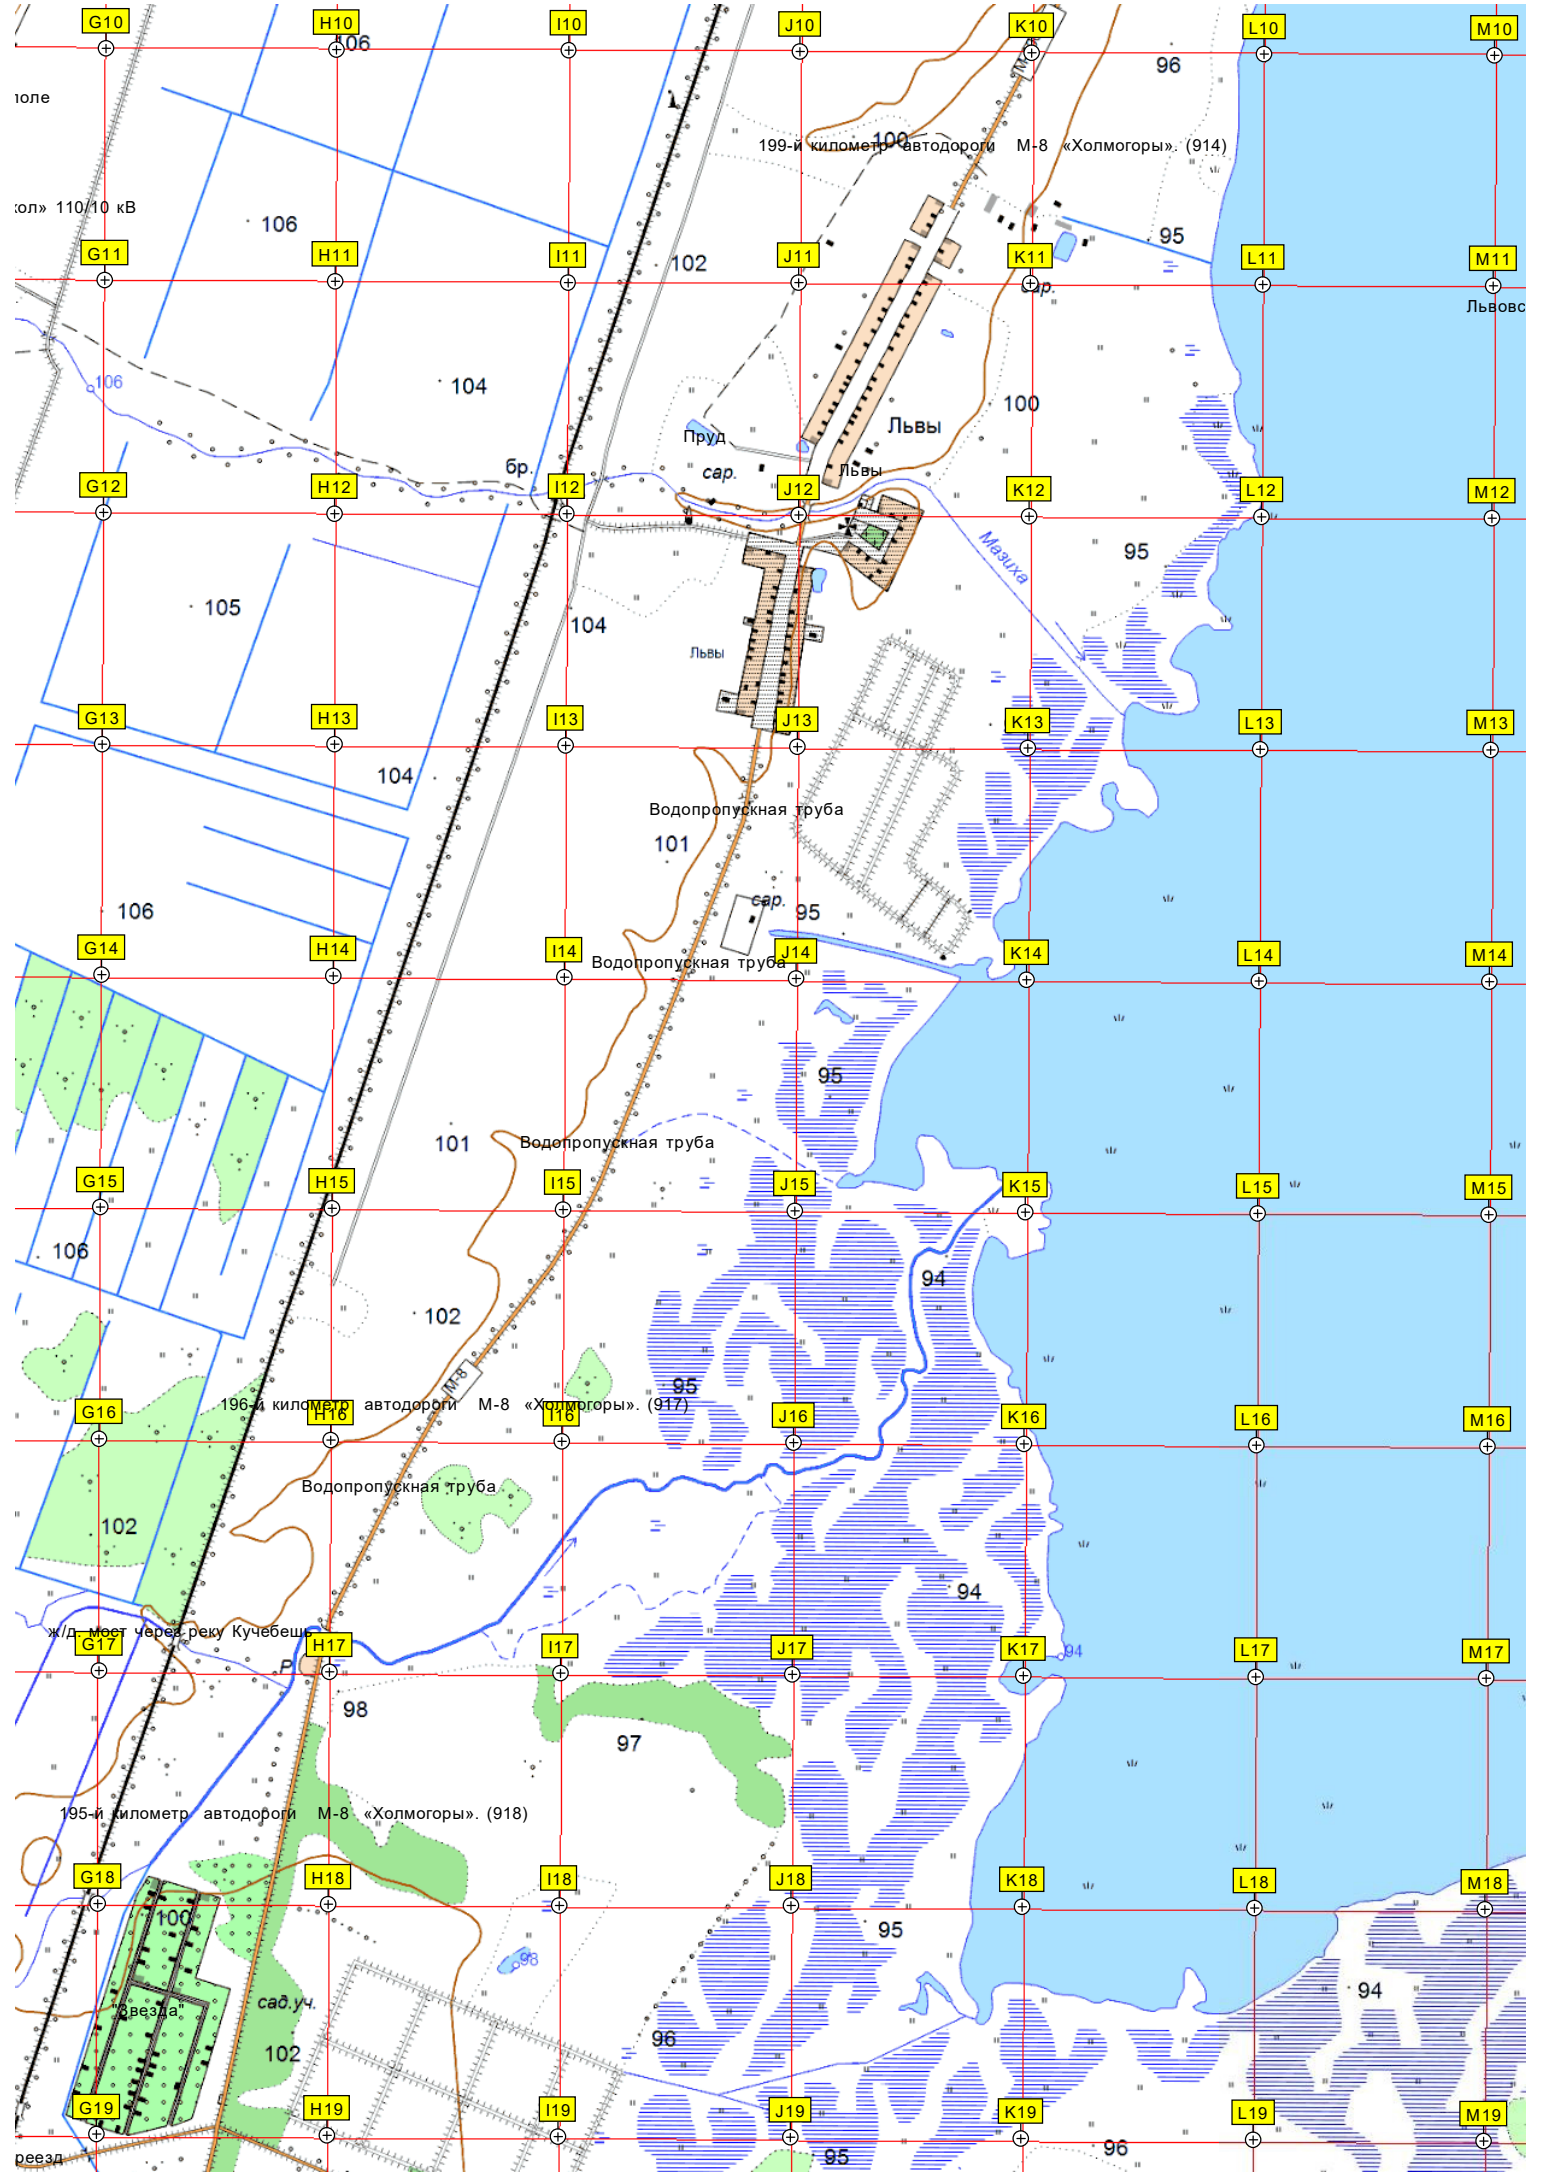 G10
H10
I10
J10
K10
L10
M10
106
96
поле
100
199-й километр автодороги М-8 «Холмогоры». (914)
кол» 110/10 кВ
106
95
102
G11
H11
I11
J11
K11
L11
M11
сар.
Львовс
106
104
100
Львы
Пруд
бр.
сар.
Львы
G12
H12
I12
J12
K12
L12
M12
Мазиха
95
105
104
Львы
G13
H13
I13
J13
K13
L13
M13
104
Водопропускная труба
101
сар.
106
95
G14
H14
I14
J14
K14
L14
M14
Водопропускная труба
95
101
Водопропускная труба
G15
H15
I15
J15
K15
L15
M15
106
94
102
М-8
95
196-й километр автодороги М-8 «Холмогоры». (917)
G16
H16
I16
J16
K16
L16
M16
Водопропускная труба
102
94
ж/д. мост через реку Кучебешь
G17
H17
I17
J17
K17
L17
M17
94
Р
98
97
195-й километр автодороги М-8 «Холмогоры». (918)
G18
H18
I18
J18
K18
L18
M18
100
95
98
94
"Звезда"
сад.уч.
96
102
G19
H19
I19
J19
K19
L19
M19
реезд
95
96